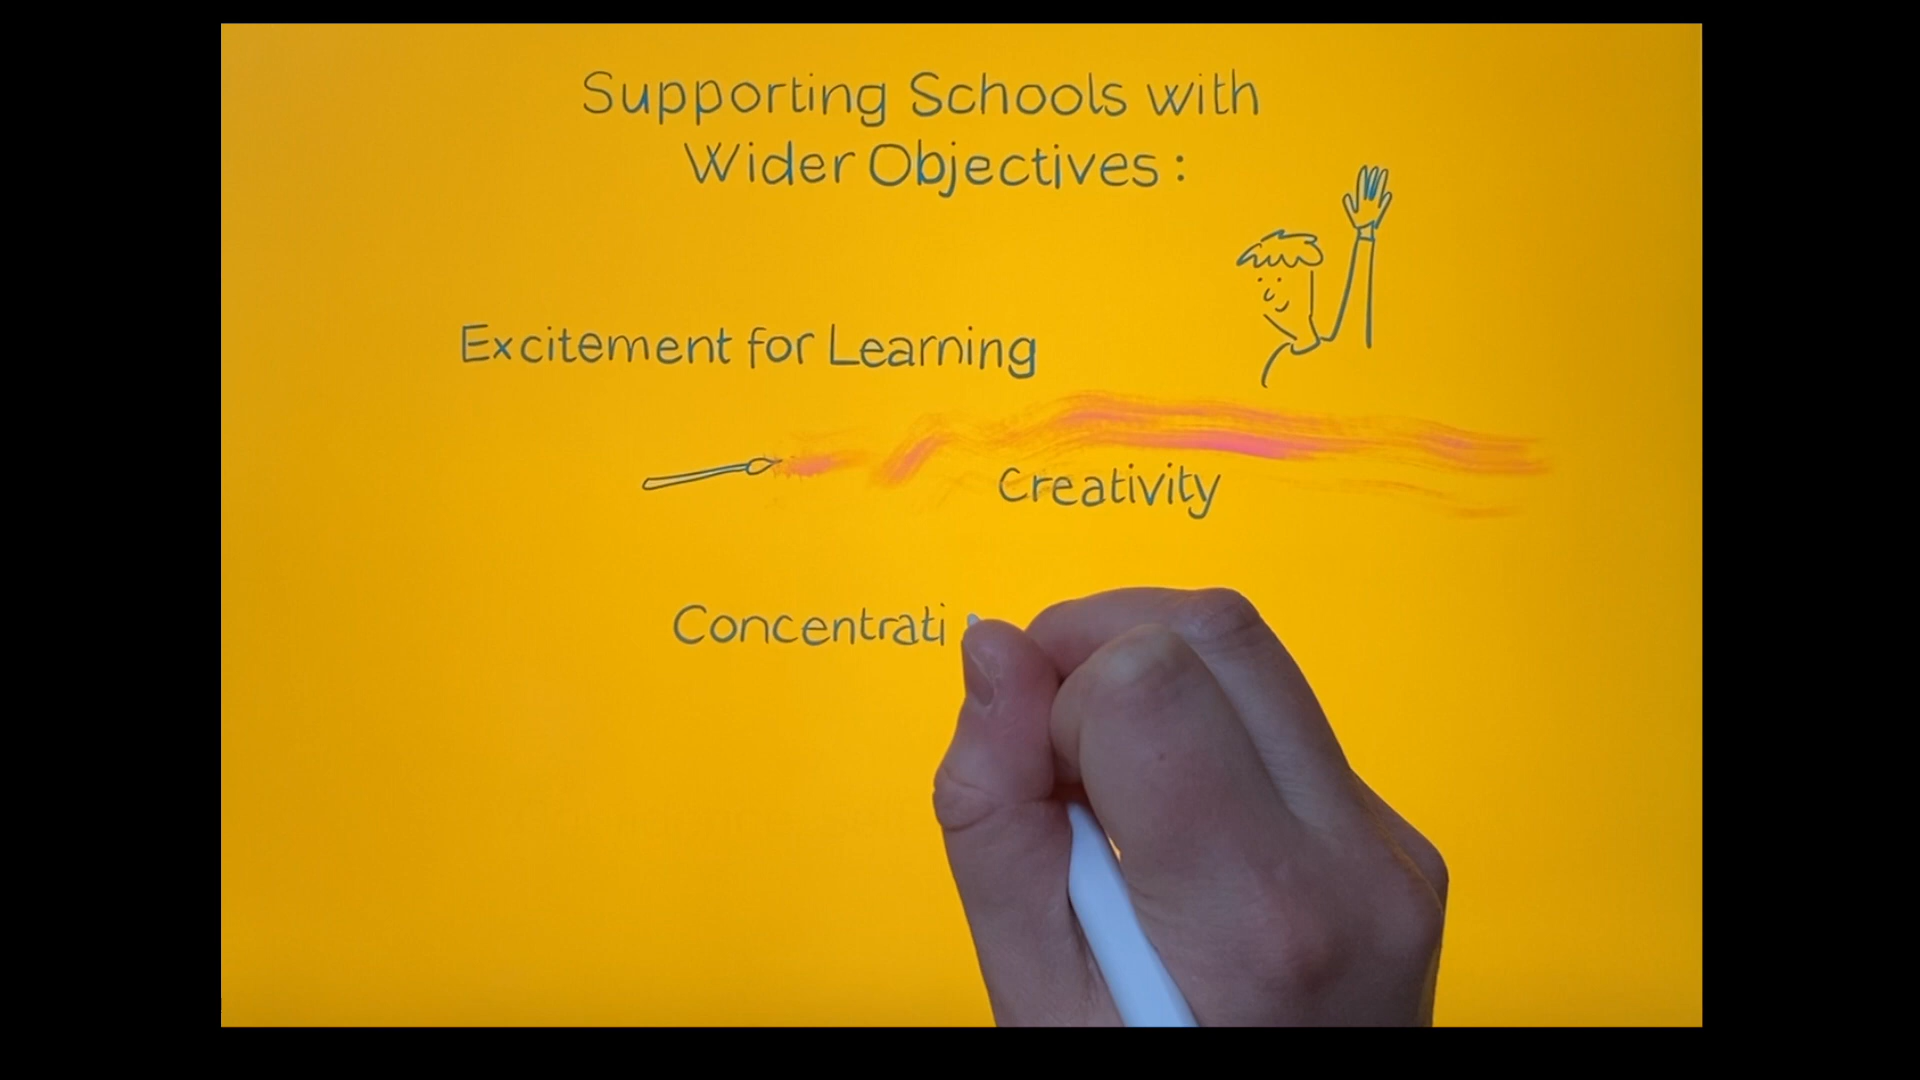 Supporting Schools with
Wider Objectives:
Excitement for Learning
Creativity
Concentrati